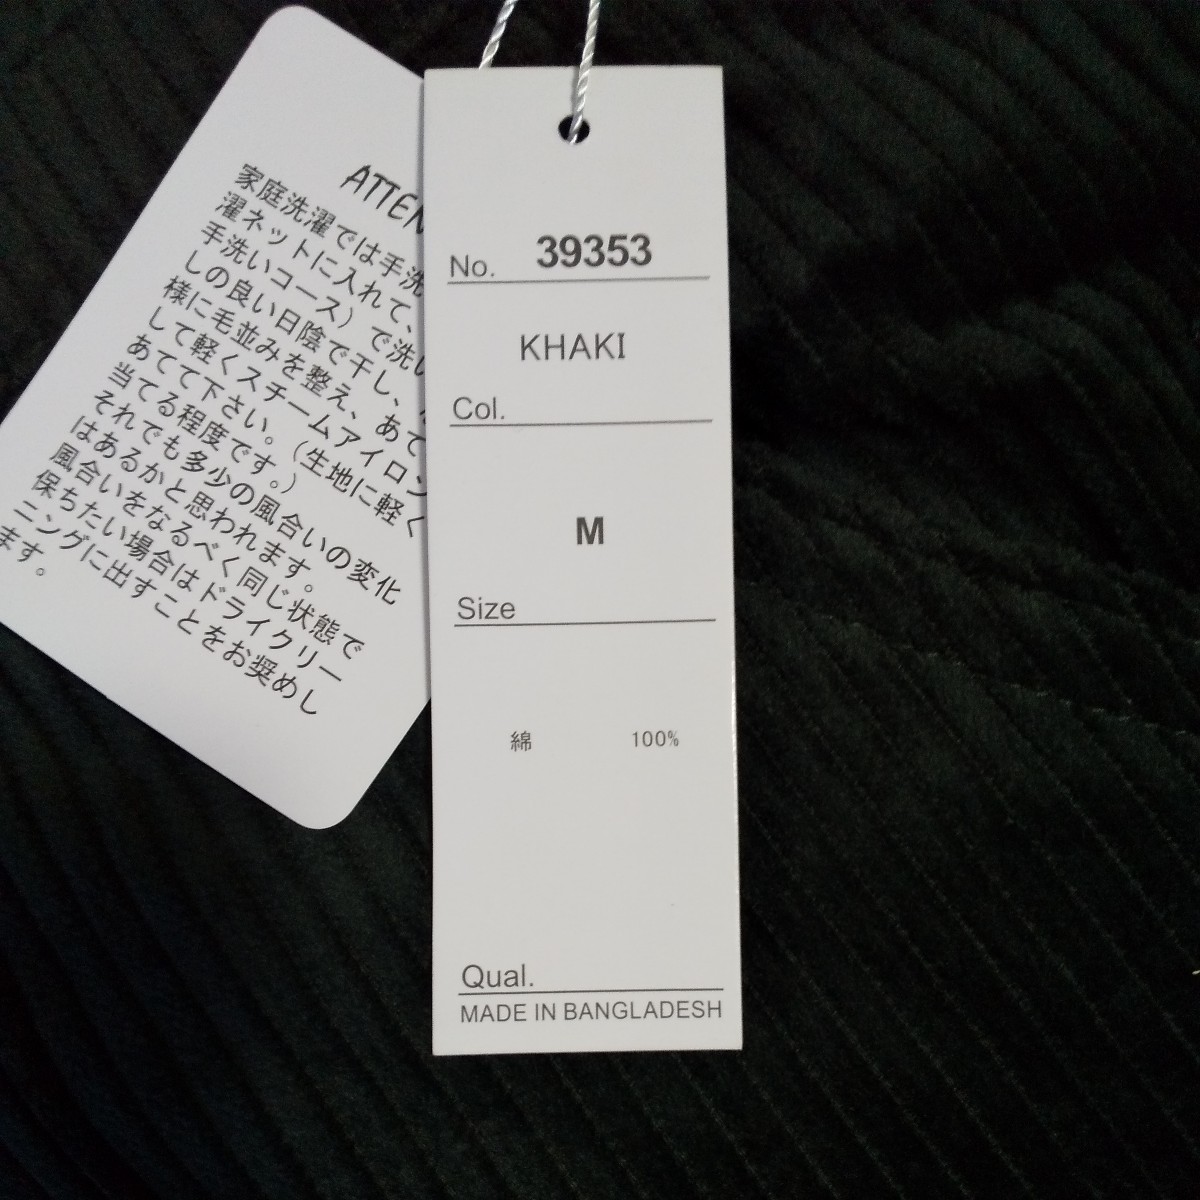 ATTEN
家庭洗濯では手洗
濯ネットに入れて、
手洗いコース）で洗い
しの良い日陰で干し、
様に毛並みを整え、あて
して軽くスチームアイロン
あてて下さい。（生地に軽く
当てる程度です。）
それでも多少の風合いの変化
はあるかと思われます。
風合いをなるべく同じ状態で
保ちたい場合はドライクリー
ニングに出すことをお奨めし
ます。
No. 39353
KHAKI
Col.
M
Size
綿 100%
Qual.
MADE IN BANGLADESH